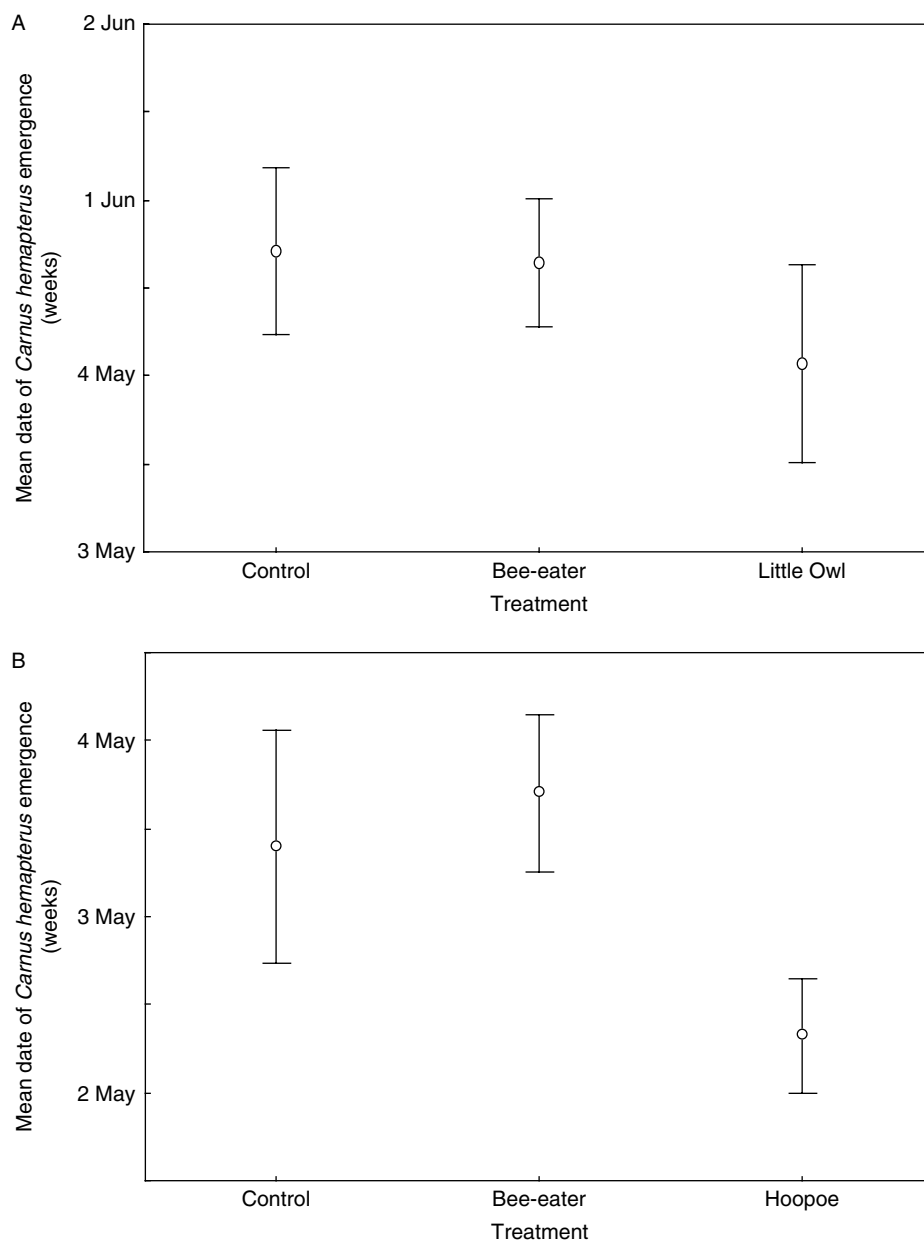 A
Mean date of Carnus hemapterus emergence
(weeks)
2 Jun
1 Jun
4 May
3 May
Control
Bee-eater
Little Owl
Treatment
B
Mean date of Carnus hemapterus emergence
(weeks)
4 May
3 May
2 May
Control
Bee-eater
Hoopoe
Treatment